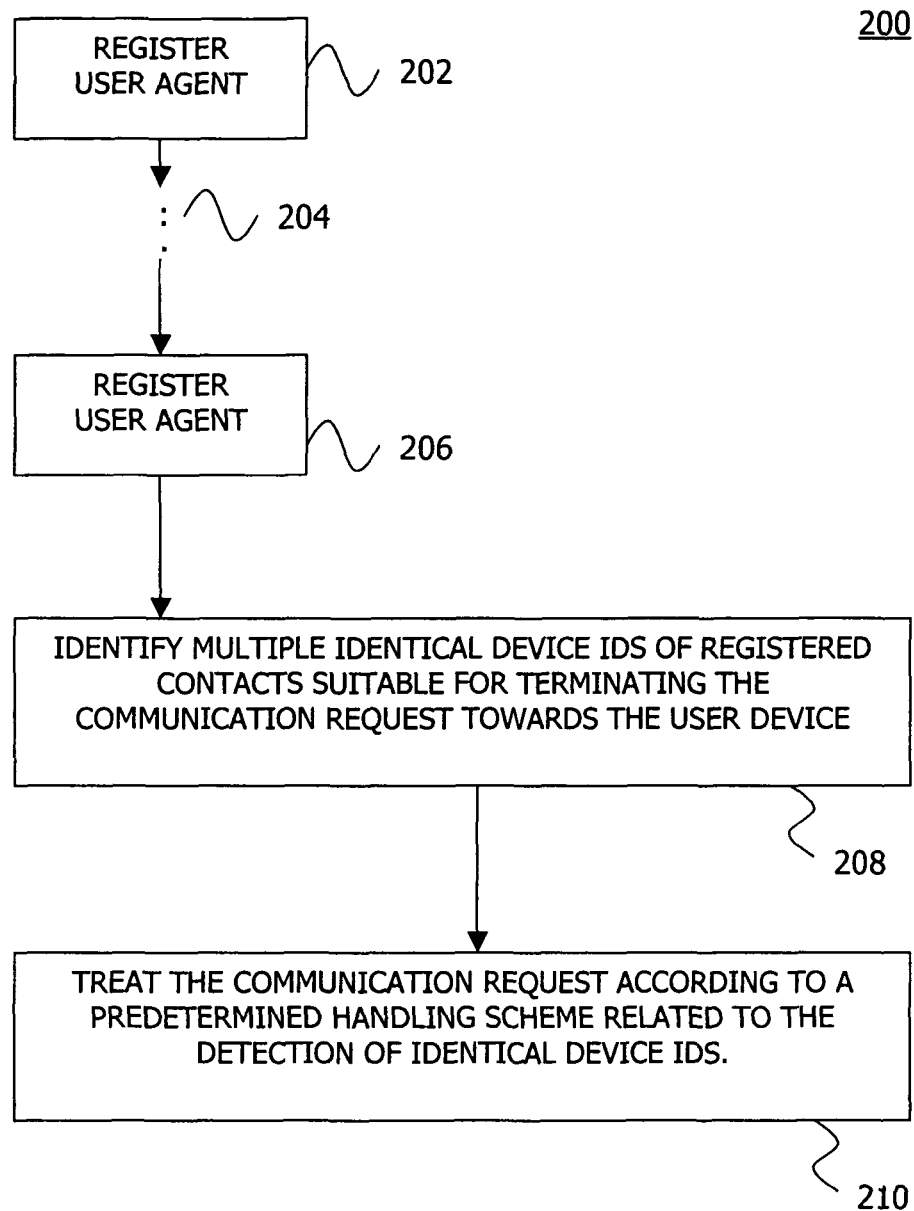 200
REGISTER
USER AGENT
202
204
REGISTER
USER AGENT
206
IDENTIFY MULTIPLE IDENTICAL DEVICE IDS OF REGISTERED
CONTACTS SUITABLE FOR TERMINATING THE
COMMUNICATION REQUEST TOWARDS THE USER DEVICE
208
TREAT THE COMMUNICATION REQUEST ACCORDING TO A
PREDETERMINED HANDLING SCHEME RELATED TO THE
DETECTION OF IDENTICAL DEVICE IDS.
210